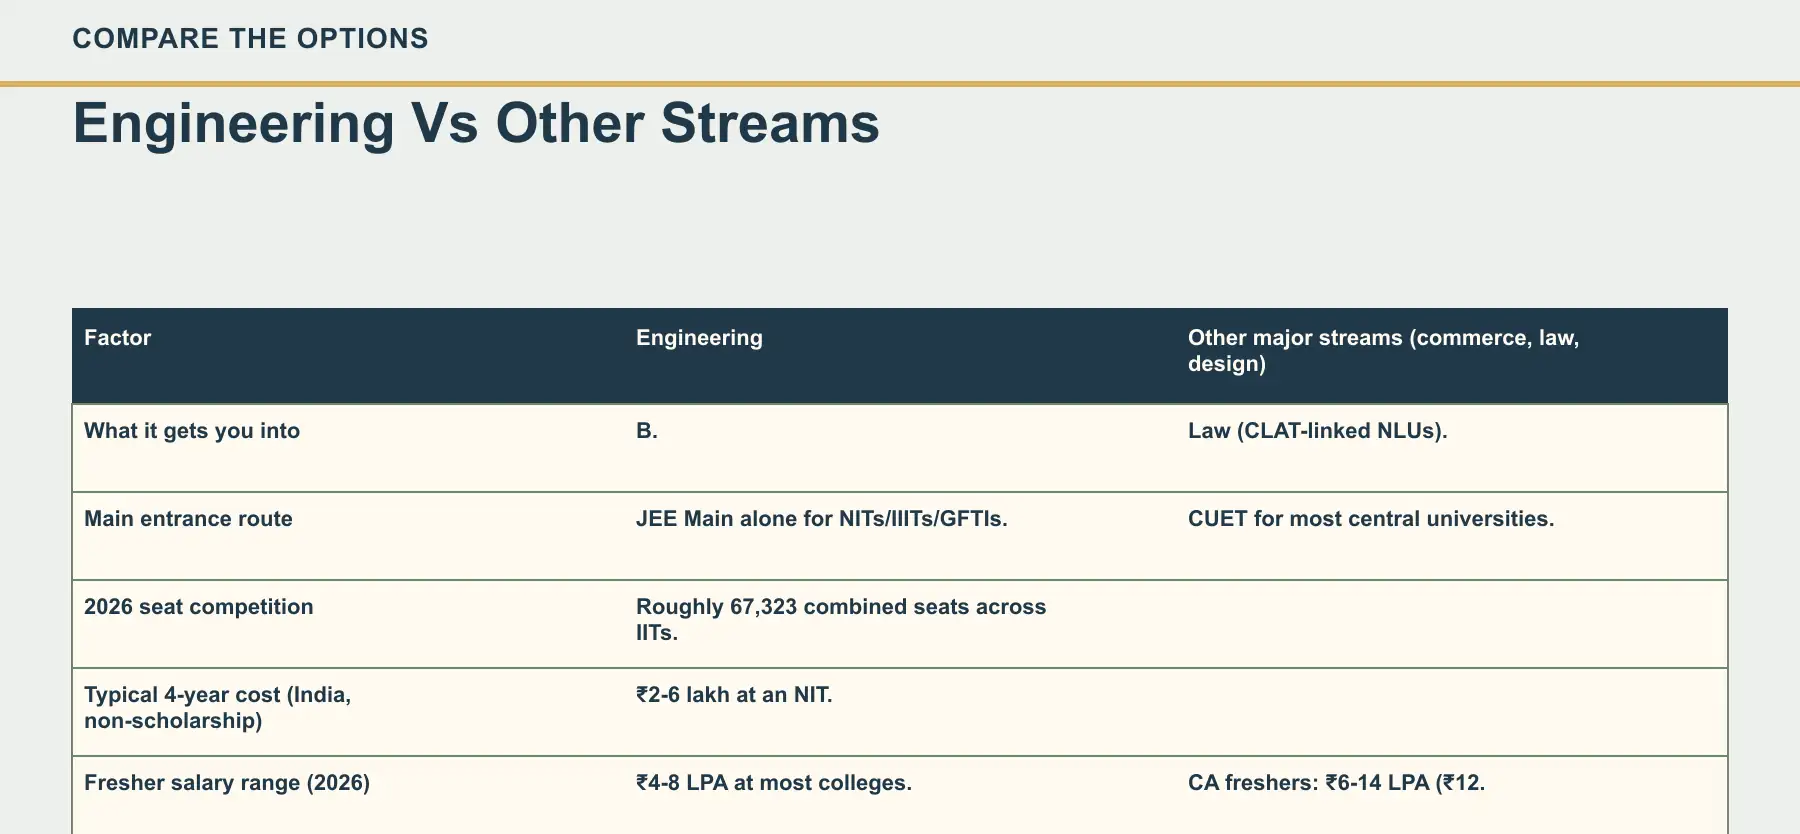 COMPARE THE OPTIONS
Engineering Vs Other Streams
Factor
Engineering
Other major streams (commerce, law,
design)
What it gets you into
B.
Law (CLAT-linked NLUs).
Main entrance route
JEE Main alone for NITs/IIITs/GFTIs.
CUET for most central universities.
2026 seat competition
Roughly 67,323 combined seats across
IITs.
Typical 4-year cost (India,
non-scholarship)
₹2-6 lakh at an NIT.
Fresher salary range (2026)
₹4-8 LPA at most colleges.
CA freshers: ₹6-14 LPA (₹12.